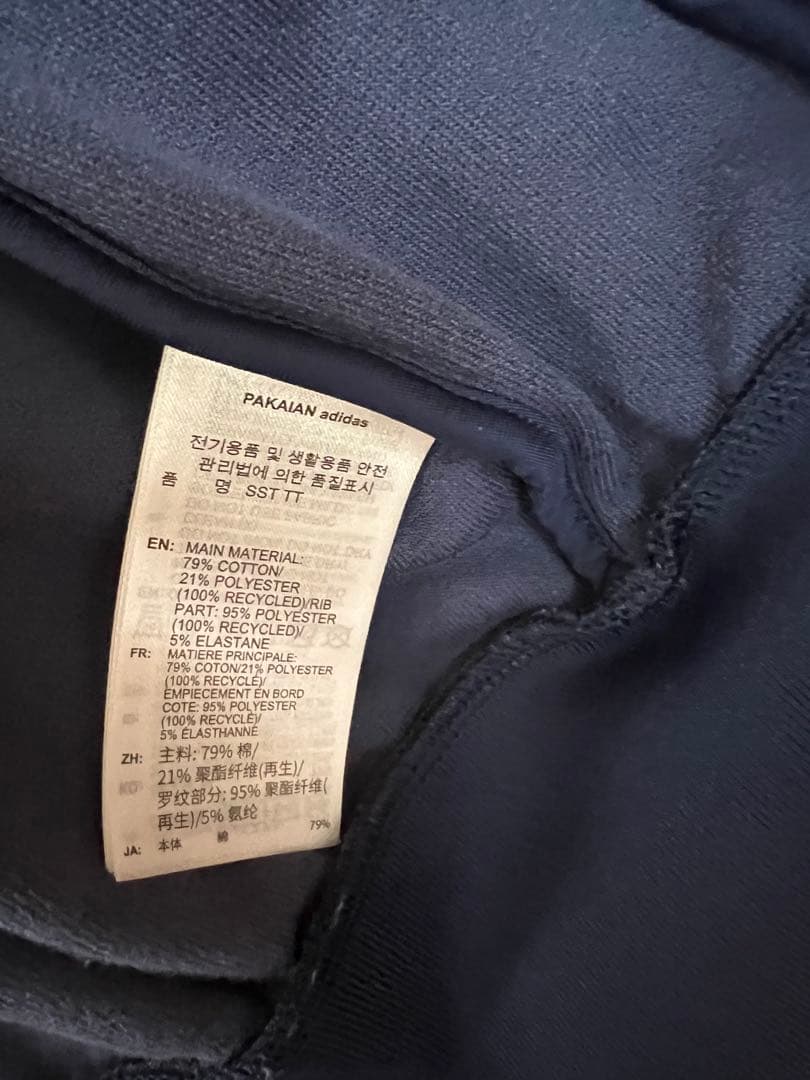 PAKAIAN adidas
전기용품 및 생활용품 안전
관리법에 의한 품질표시
품 명 SST TT
EN: MAIN MATERIAL:
79% COTTON/
21% POLYESTER
(100% RECYCLED)/RIB
PART: 95% POLYESTER
(100% RECYCLED)/
5% ELASTANE
FR: MATIERE PRINCIPALE:
79% COTON/21% POLYESTER
(100% RECYCLÉ)/
EMPIECEMENT EN BORD
COTE: 95% POLYESTER
(100% RECYCLÉ)/
5% ÉLASTHANNE
ZH: 主料: 79% 棉/
21% 聚酯纤维(再生)/
罗纹部分: 95% 聚酯纤维(
再生)/5% 氨纶
JA: 本体 綿 79%